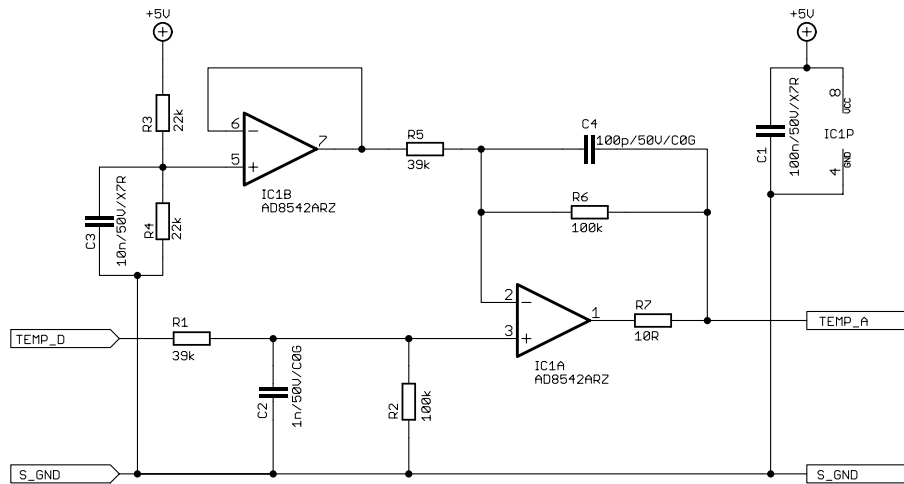 +5V
+5V
R3
22k
6
5
7
IC1B
AD8542ARZ
R5
39k
C4
100p/50V/C0G
R6
100k
C1
100n/50V/X7R
8
VCC
IC1P
4
GND
C3
10n/50V/X7R
R4
22k
2
3
1
IC1A
AD8542ARZ
R7
10R
TEMP_A
TEMP_D
R1
39k
C2
1n/50V/C0G
R2
100k
S_GND
S_GND